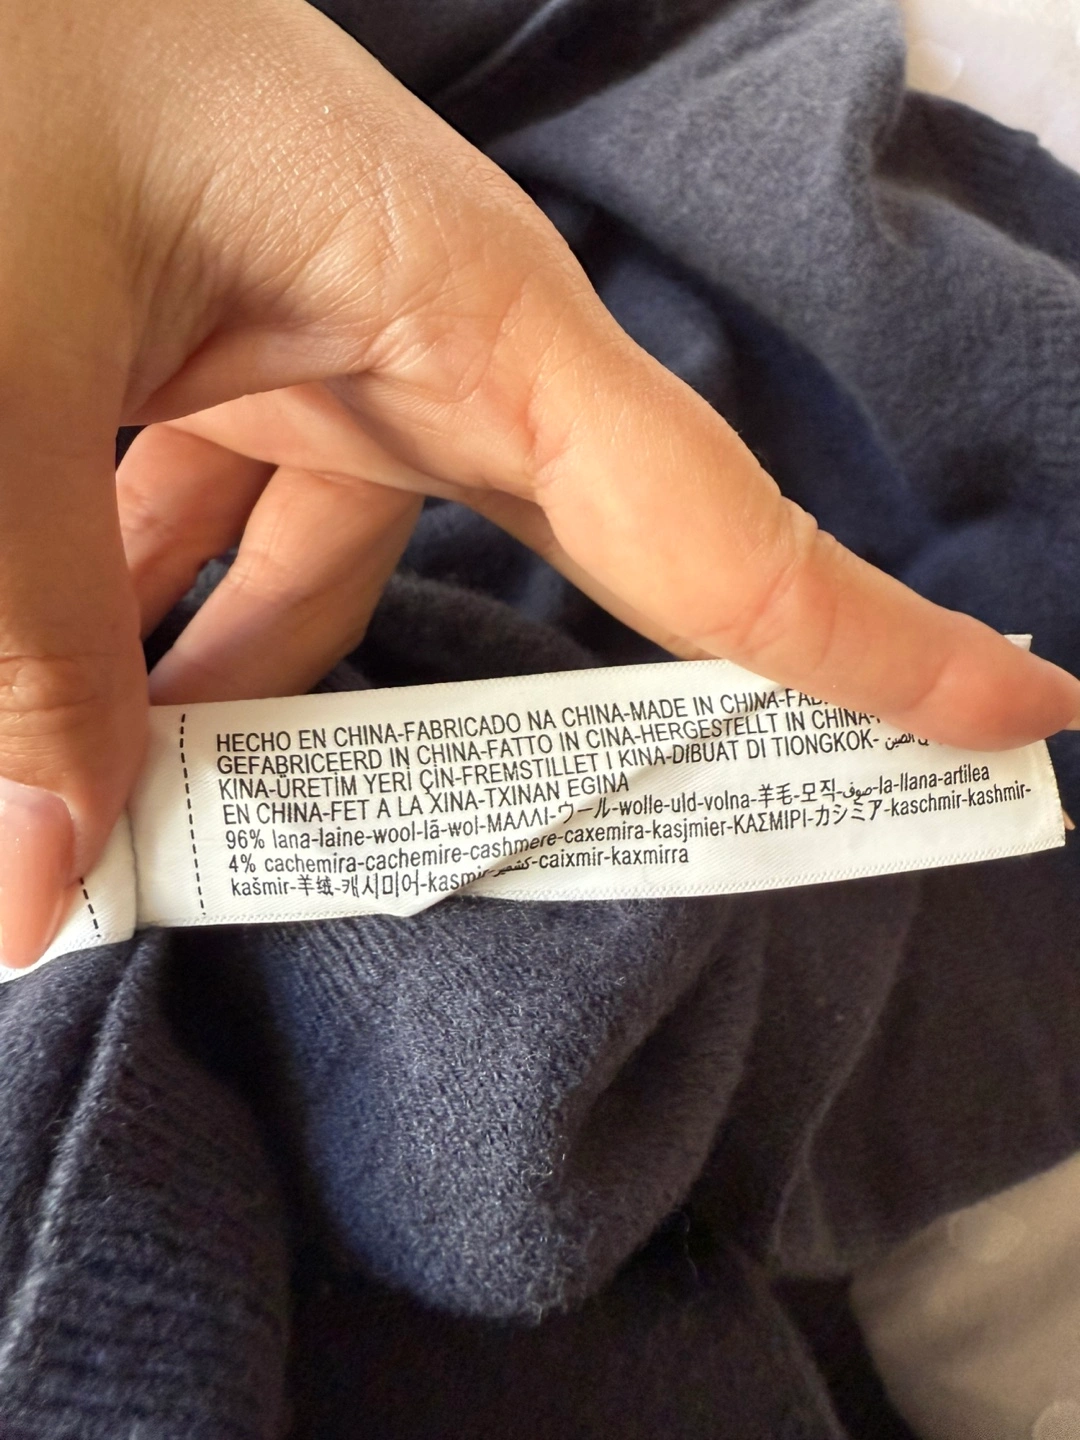 HECHO EN CHINA-FABRICADO NA CHINA-MADE IN CHINA-
GEFABRICEERD IN CHINA-FATTO IN CINA-HERGESTELLT IN CHINA-
KINA-ÜRETİM YERİ ÇİN-FREMSTILLET I KINA-DIBUAT DI TIONGKOK-
EN CHINA-FET A LA XINA-TXINAN EGINA
96% lana-laine-wool-lã-wol-ΜΑΛΛΙ-ウール-wolle-uld-volna-羊毛-모직-صوف-la-llana-artilea
4% cachemira-cachemire-cashmere-caxemira-kasjmier-ΚΑΣΜΙΡΙ-カシミア-kaschmir-kashmir-
kašmir-羊绒-캐시미어-kasmir-كشمير-caixmir-kaxmirra